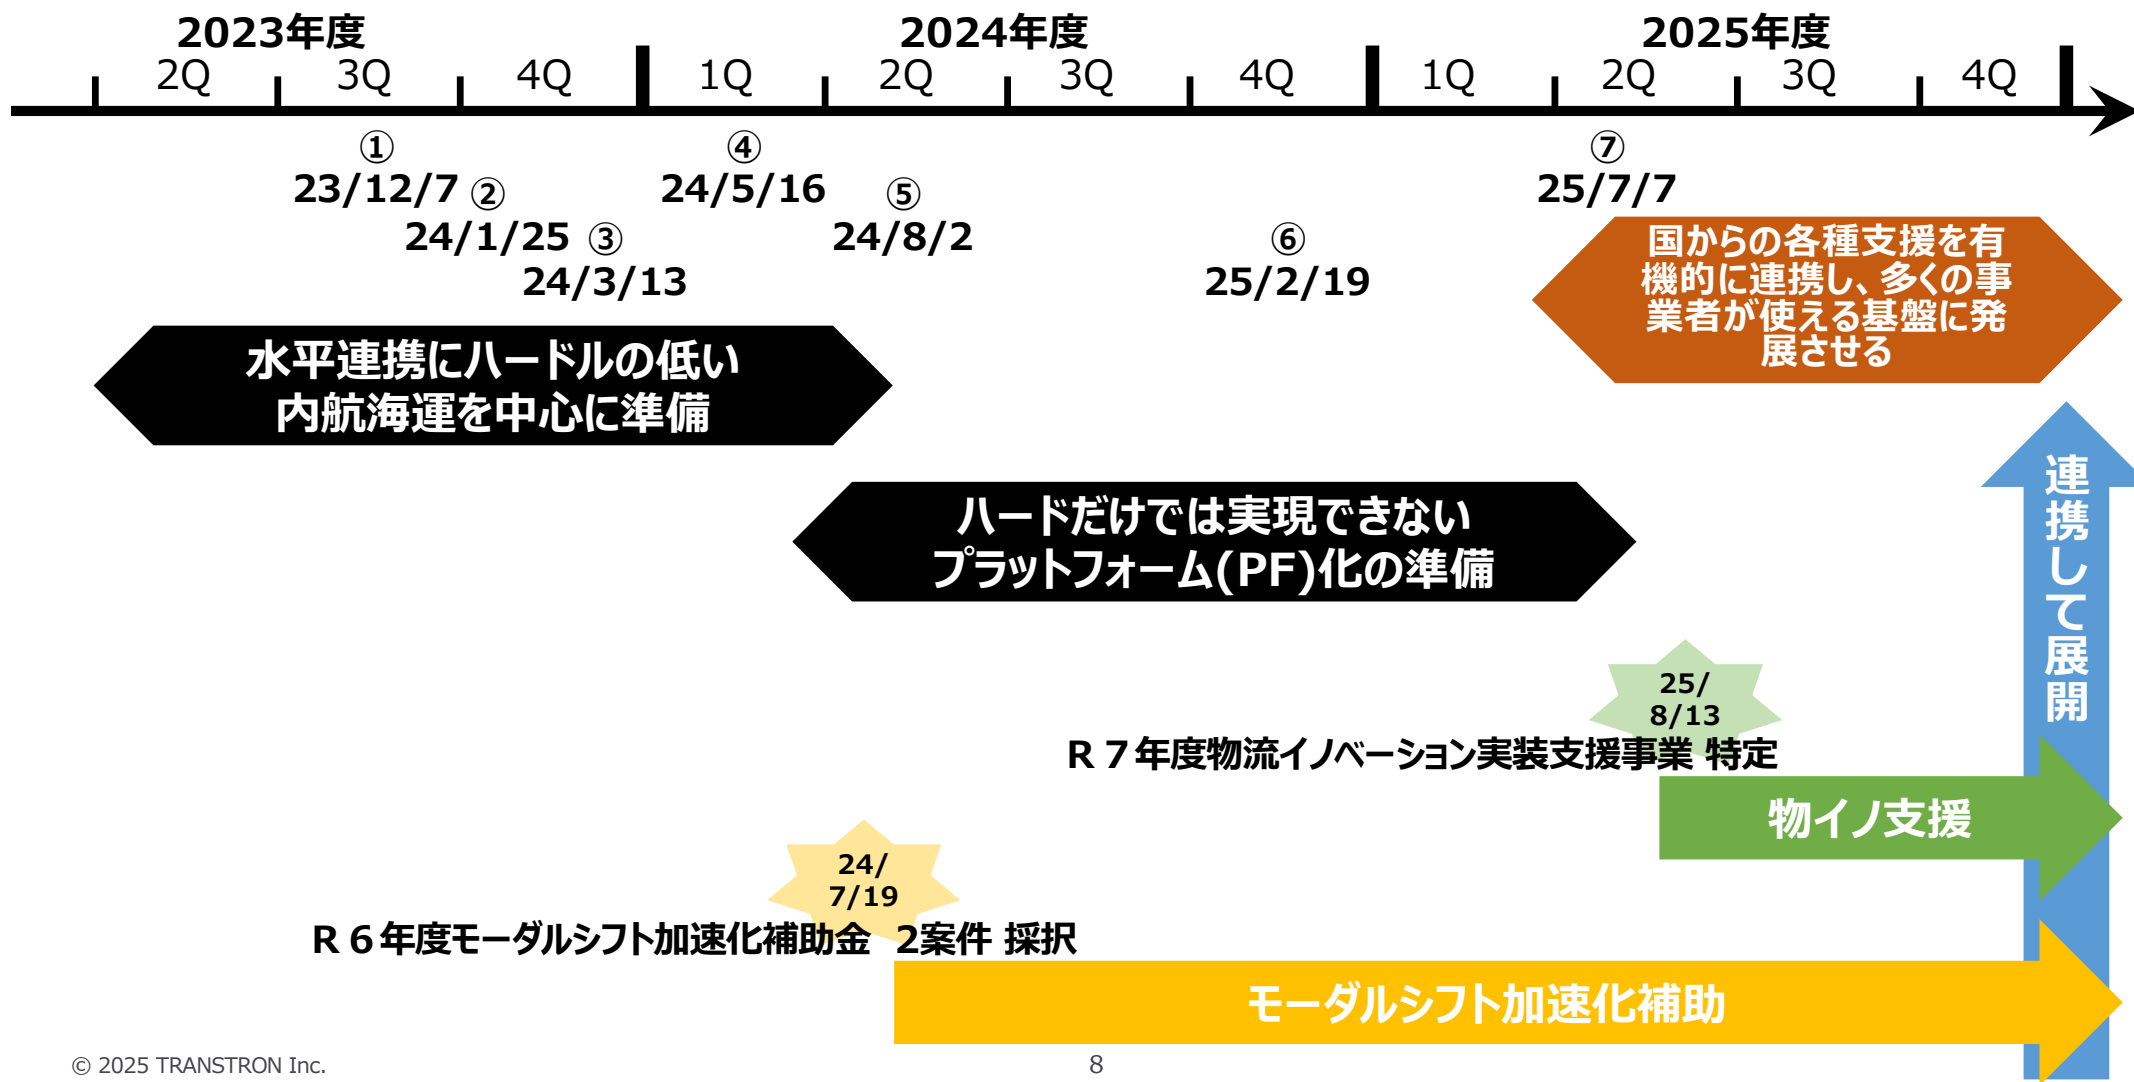 2023年度
2024年度
2025年度
2Q
3Q
4Q
1Q
2Q
3Q
4Q
1Q
2Q
3Q
4Q
①
23/12/7
②
24/1/25
③
24/3/13
④
24/5/16
⑤
24/8/2
⑥
25/2/19
⑦
25/7/7
国からの各種支援を有
機的に連携し、多くの事
業者が使える基盤に発
展させる
水平連携にハードルの低い
内航海運を中心に準備
ハードだけでは実現できない
プラットフォーム(PF)化の準備
連携して展開
25/
8/13
R７年度物流イノベーション実装支援事業 特定
物イノ支援
24/
7/19
R６年度モーダルシフト加速化補助金 2案件 採択
モーダルシフト加速化補助
© 2025 TRANSTRON Inc.
8